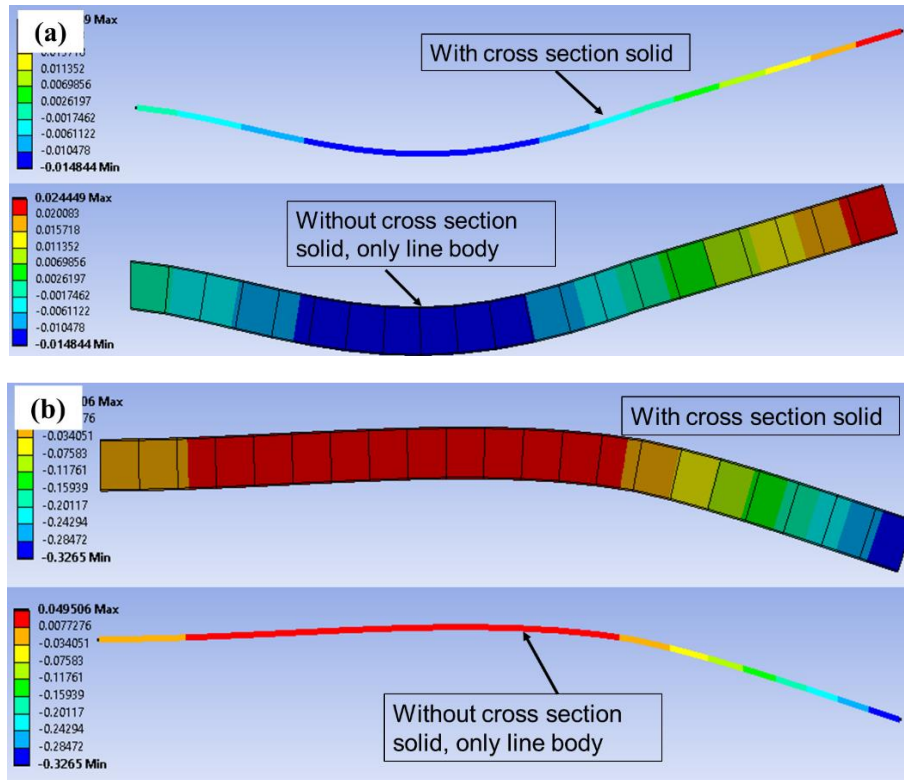 (a)
9 Max
0.011352
0.0069856
0.0026197
-0.0017462
-0.0061122
-0.010478
-0.014844 Min
With cross section solid
0.024449 Max
0.020083
0.015718
0.011352
0.0069856
0.0026197
-0.0017462
-0.0061122
-0.010478
-0.014844 Min
Without cross section
solid, only line body
(b)
06 Max
76
-0.034051
-0.07583
-0.11761
-0.15939
-0.20117
-0.24294
-0.28472
-0.3265 Min
With cross section solid
0.049506 Max
0.0077276
-0.034051
-0.07583
-0.11761
-0.15939
-0.20117
-0.24294
-0.28472
-0.3265 Min
Without cross section
solid, only line body